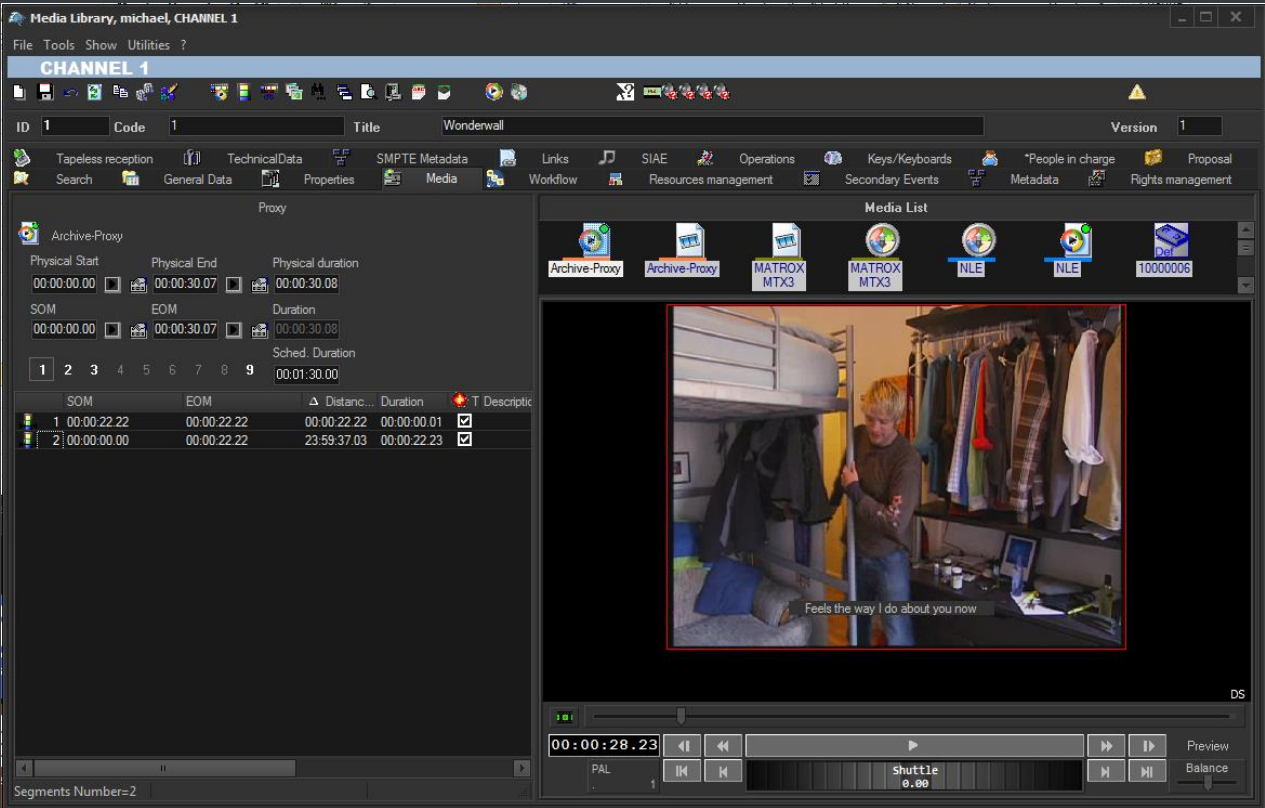 Media Library, michael, CHANNEL 1
File Tools Show Utilities ?
CHANNEL 1
ID 1 Code 1 Title Wonderwall Version 1
Tapeless reception TechnicalData SMPTE Metadata Links SIAE Operations Keys/Keyboards *People in charge Proposal
Search General Data Properties Media Workflow Resources management Secondary Events Metadata Rights management
Proxy
Archive-Proxy
Physical Start Physical End Physical duration
00:00:00.00 00:00:30.07 00:00:30.08
SOM EOM Duration
00:00:00.00 00:00:30.07 00:00:30.08
Sched. Duration
1 2 3 4 5 6 7 8 9 00:01:30.00
SOM EOM Distanc... Duration T Descriptic
1 00:00:22.22 00:00:22.22 00:00:22.22 00:00:00.01
2 00:00:00.00 00:00:22.22 23:59:37.03 00:00:22.23
Segments Number=2
Media List
Archive-Proxy Archive-Proxy MATROX MTX3 MATROX MTX3 NLE NLE Def 10000006
Feels the way I do about you now
DS
00:00:28.23 Preview
PAL 1 Shuttle Balance
0.00